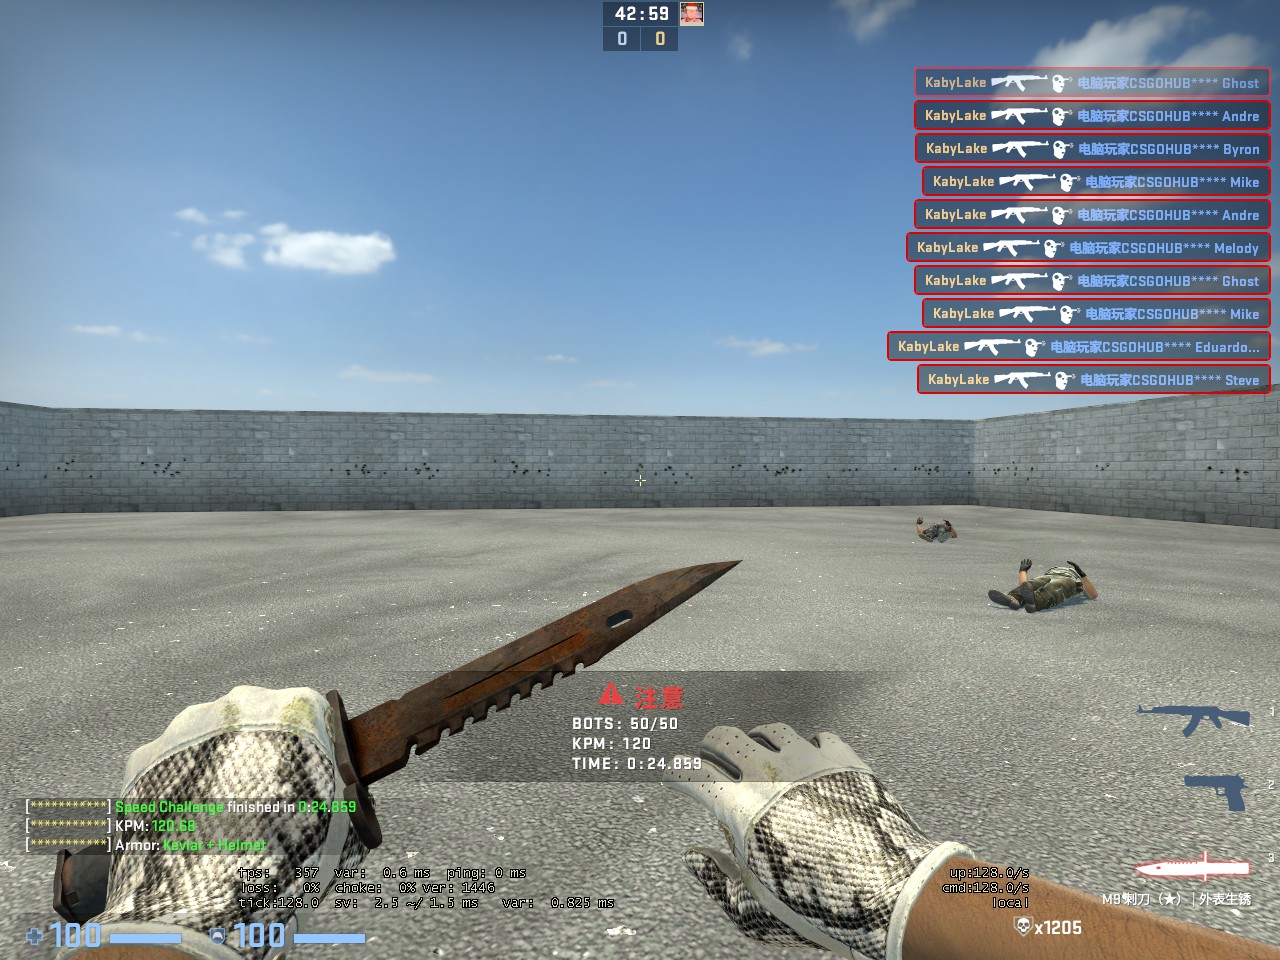 42:59
0 0
KabyLake 电脑玩家CSGOHUB**** Ghost
KabyLake 电脑玩家CSGOHUB**** Andre
KabyLake 电脑玩家CSGOHUB**** Byron
KabyLake 电脑玩家CSGOHUB**** Mike
KabyLake 电脑玩家CSGOHUB**** Andre
KabyLake 电脑玩家CSGOHUB**** Melody
KabyLake 电脑玩家CSGOHUB**** Ghost
KabyLake 电脑玩家CSGOHUB**** Mike
KabyLake 电脑玩家CSGOHUB**** Eduardo...
KabyLake 电脑玩家CSGOHUB**** Steve
注意
BOTS: 50/50
KPM: 120
TIME: 0:24.859
1
2
3
[***********] Speed Challenge finished in 0:24.859
[***********] KPM: 120.68
[***********] Armor: Kevlar + Helmet
fps: 357 var: 0.6 ms ping: 0 ms
loss: 0% choke: 0% ver: 1446
tick:128.0 sv: 2.5 ~/ 1.5 ms var: 0.825 ms
up:128.0/s
cmd:128.0/s
local
M9 刺刀（★） | 外表生锈
x1205
100 100